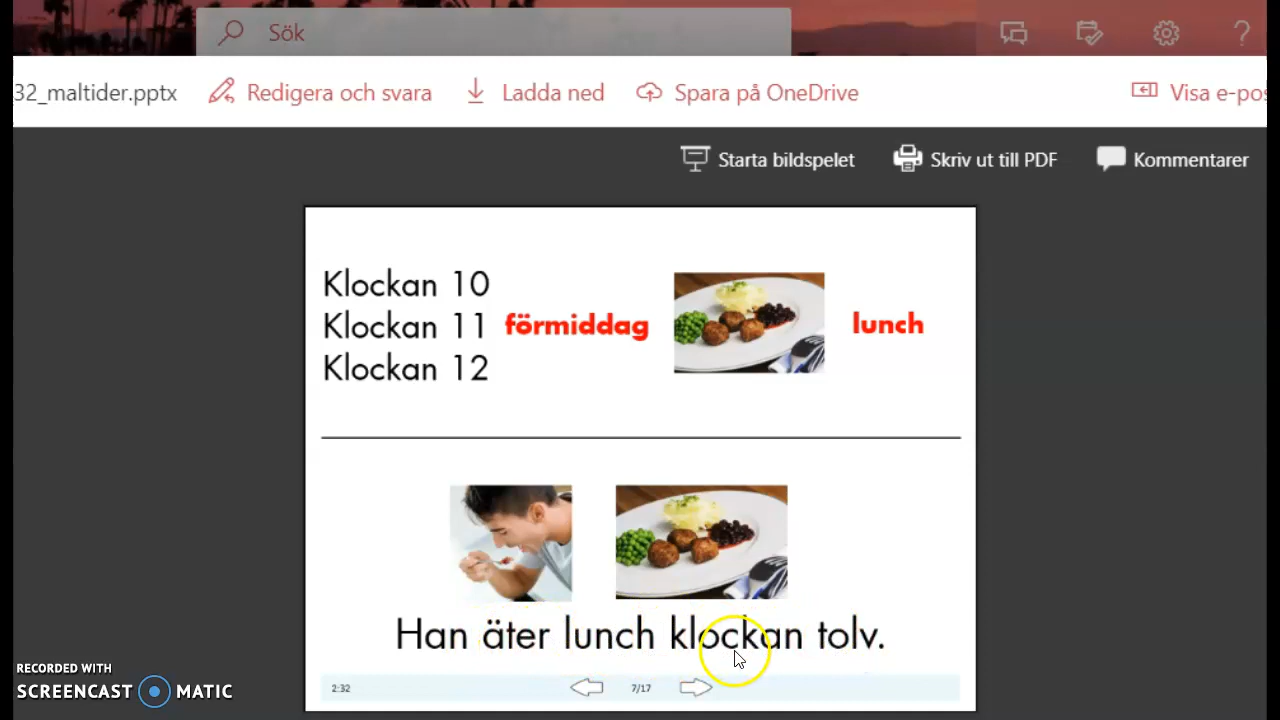 Sök
32_maltider.pptx Redigera och svara Ladda ned Spara på OneDrive Visa e-pos
Starta bildspelet Skriv ut till PDF Kommentarer
Klockan 10
Klockan 11 förmiddag lunch
Klockan 12
Han äter lunch klockan tolv.
2:32 7/17
RECORDED WITH
SCREENCAST MATIC